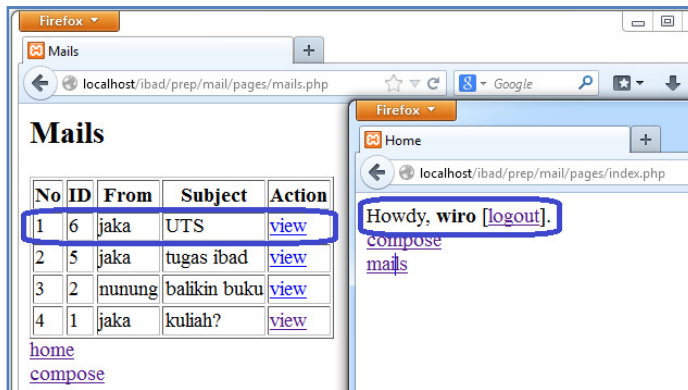 Firefox
Mails
localhost/ibad/prep/mail/pages/mails.php
Google
Mails
No ID From Subject Action
1 6 jaka UTS view
2 5 jaka tugas ibad view
3 2 nunung balikin buku view
4 1 jaka kuliah? view
home
compose
Firefox
Home
localhost/ibad/prep/mail/pages/index.php
Howdy, wiro [logout].
compose
mails